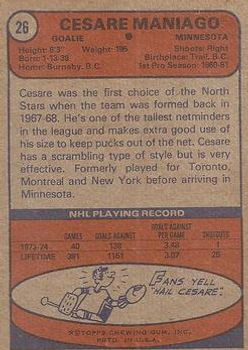 26
CESARE MANIAGO
GOALIE MINNESOTA
Height: 6'3" Weight: 195 Shoots: Right
Born: 1-13-39 Birthplace: Trail, B.C.
Home: Burnaby, B.C. 1st Pro Season: 1960-61
Cesare was the first choice of the North
Stars when the team was formed back in
1967-68. He's one of the tallest netminders
in the league and makes extra good use of
his size to keep pucks out of the net. Cesare
has a scrambling type of style but is very
effective. Formerly played for Toronto,
Montreal and New York before arriving in
Minnesota.
NHL PLAYING RECORD
GAMES GOALS AGAINST GOALS AGAINST PER GAME SHUTOUTS
1973-74 40 138 3.48 1
LIFETIME 391 1151 3.07 26
FANS YELL
"HAIL CESARE"
©TOPPS CHEWING GUM, INC.
PRTD. IN U.S.A.